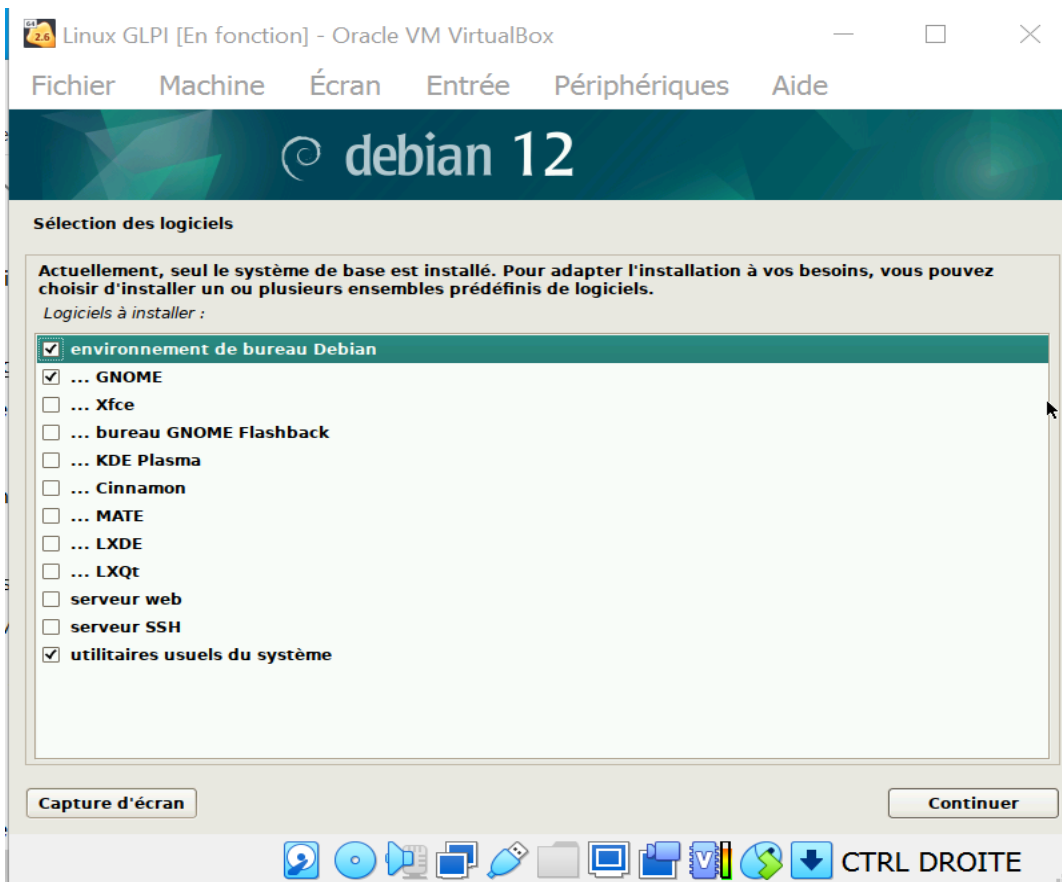 Linux GLPI [En fonction] - Oracle VM VirtualBox
Fichier Machine Écran Entrée Périphériques Aide
debian 12
Sélection des logiciels
Actuellement, seul le système de base est installé. Pour adapter l'installation à vos besoins, vous pouvez
choisir d'installer un ou plusieurs ensembles prédéfinis de logiciels.
Logiciels à installer :
environnement de bureau Debian
... GNOME
... Xfce
... bureau GNOME Flashback
... KDE Plasma
... Cinnamon
... MATE
... LXDE
... LXQt
serveur web
serveur SSH
utilitaires usuels du système
Capture d'écran Continuer
CTRL DROITE